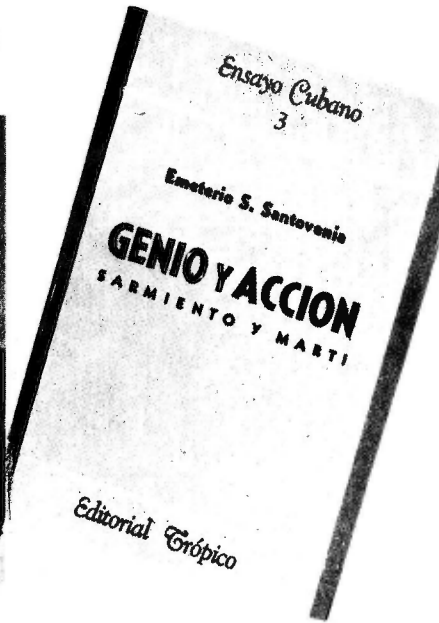 Ensayo Cubano
3
Emeterio S. Santovenia
GENIO Y ACCION
SARMIENTO Y MARTI
Editorial Trópico